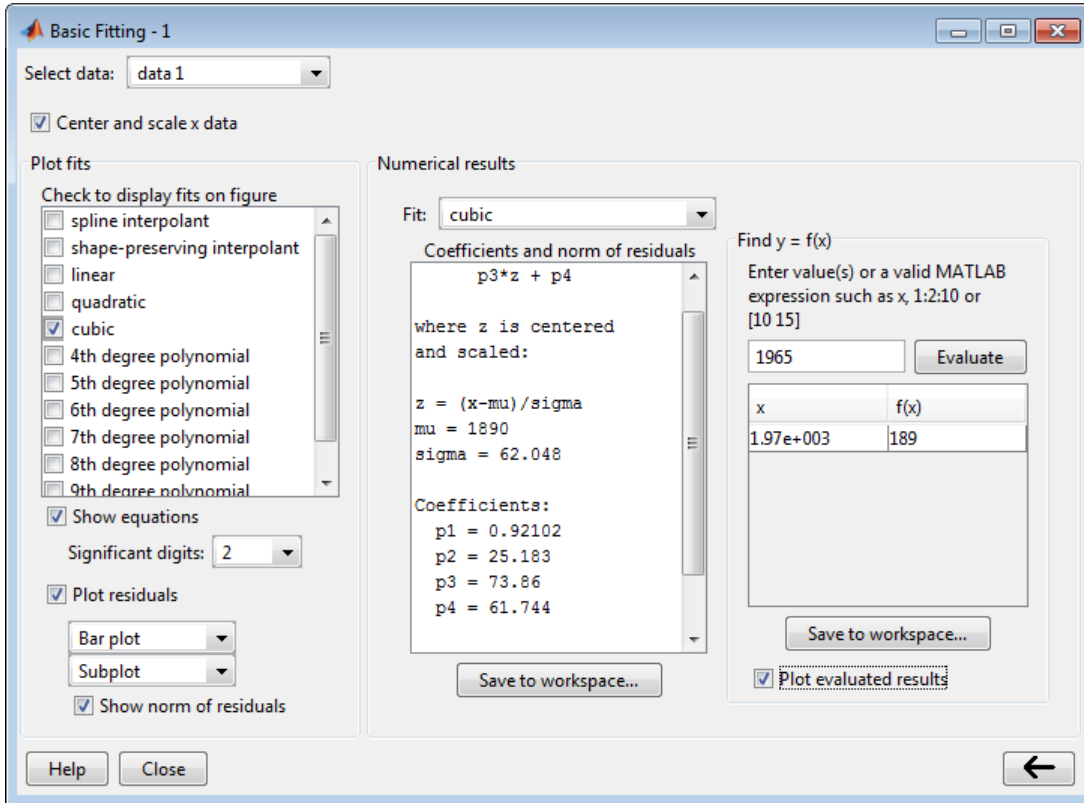 Basic Fitting - 1
Select data: data 1
Center and scale x data
Plot fits
Check to display fits on figure
spline interpolant
shape-preserving interpolant
linear
quadratic
cubic
4th degree polynomial
5th degree polynomial
6th degree polynomial
7th degree polynomial
8th degree polynomial
9th degree polynomial
Show equations
Significant digits: 2
Plot residuals
Bar plot
Subplot
Show norm of residuals
Numerical results
Fit: cubic
Coefficients and norm of residuals
p3*z + p4
where z is centered
and scaled:
z = (x-mu)/sigma
mu = 1890
sigma = 62.048
Coefficients:
p1 = 0.92102
p2 = 25.183
p3 = 73.86
p4 = 61.744
Save to workspace...
Find y = f(x)
Enter value(s) or a valid MATLAB
expression such as x, 1:2:10 or
[10 15]
1965 Evaluate
x f(x)
1.97e+003 189
Save to workspace...
Plot evaluated results
Help Close